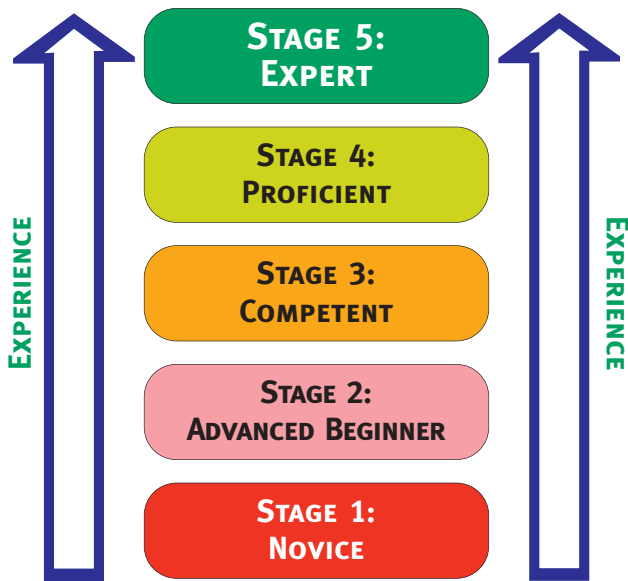 STAGE 5:
EXPERT
STAGE 4:
PROFICIENT
STAGE 3:
COMPETENT
STAGE 2:
ADVANCED BEGINNER
STAGE 1:
NOVICE
EXPERIENCE
EXPERIENCE